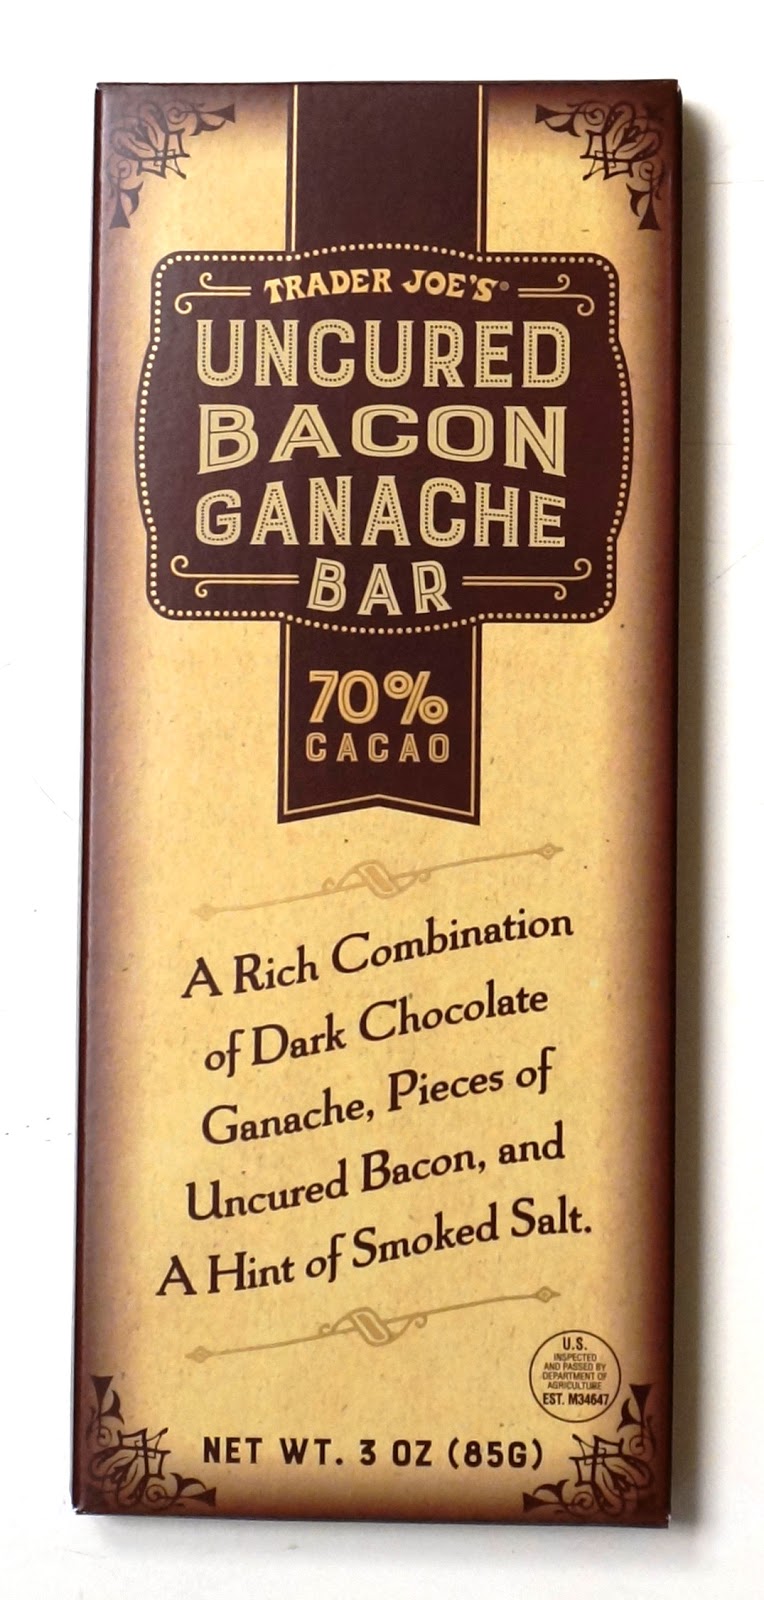 TRADER JOE'S®
UNCURED
BACON
GANACHE
BAR
70%
CACAO
A Rich Combination
of Dark Chocolate
Ganache, Pieces of
Uncured Bacon, and
A Hint of Smoked Salt.
U.S.
INSPECTED
AND PASSED BY
DEPARTMENT OF
AGRICULTURE
EST. M34647
NET WT. 3 OZ (85G)